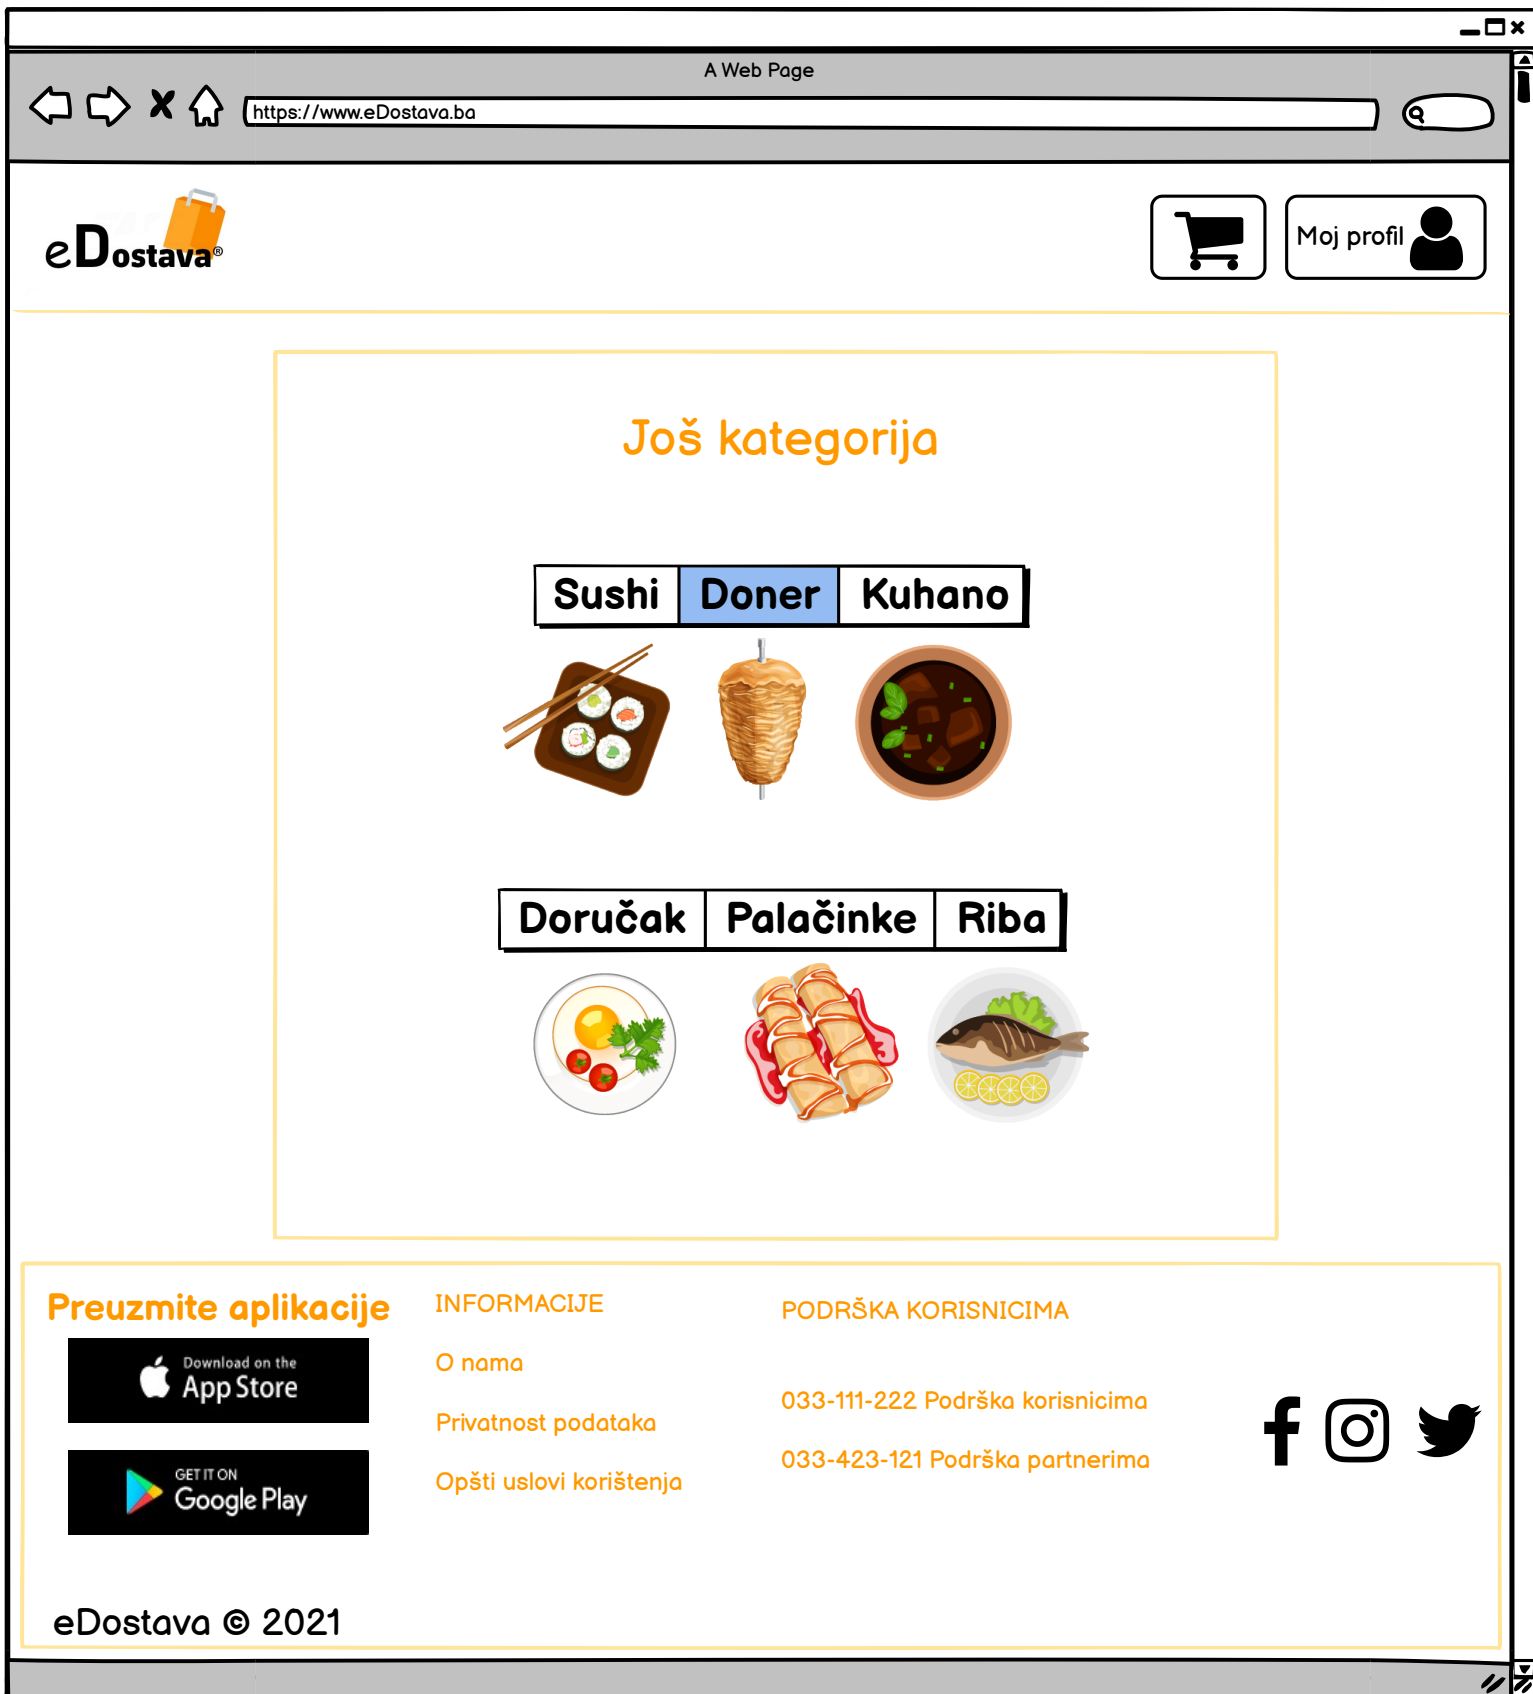 A Web Page
https://www.eDostava.ba
eDostava®
Moj profil
Još kategorija
Sushi Doner Kuhano
Doručak Palačinke Riba
Preuzmite aplikacije
Download on the
App Store
GET IT ON
Google Play
INFORMACIJE
O nama
Privatnost podataka
Opšti uslovi korištenja
PODRŠKA KORISNICIMA
033-111-222 Podrška korisnicima
033-423-121 Podrška partnerima
eDostava © 2021